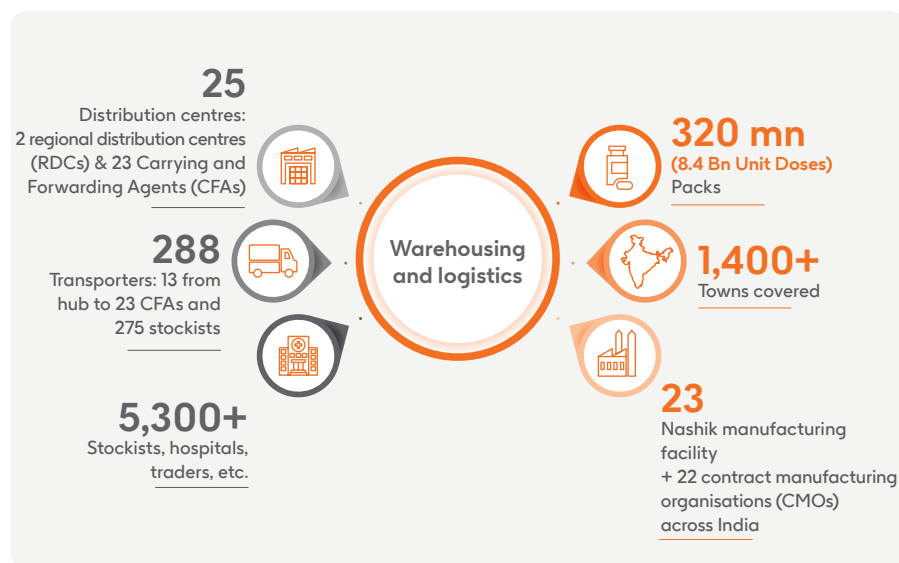 25
Distribution centres:
2 regional distribution centres
(RDCs) & 23 Carrying and
Forwarding Agents (CFAs)
288
Transporters: 13 from
hub to 23 CFAs and
275 stockists
5,300+
Stockists, hospitals,
traders, etc.
Warehousing
and logistics
320 mn
(8.4 Bn Unit Doses)
Packs
1,400+
Towns covered
23
Nashik manufacturing
facility
+ 22 contract manufacturing
organisations (CMOs)
across India